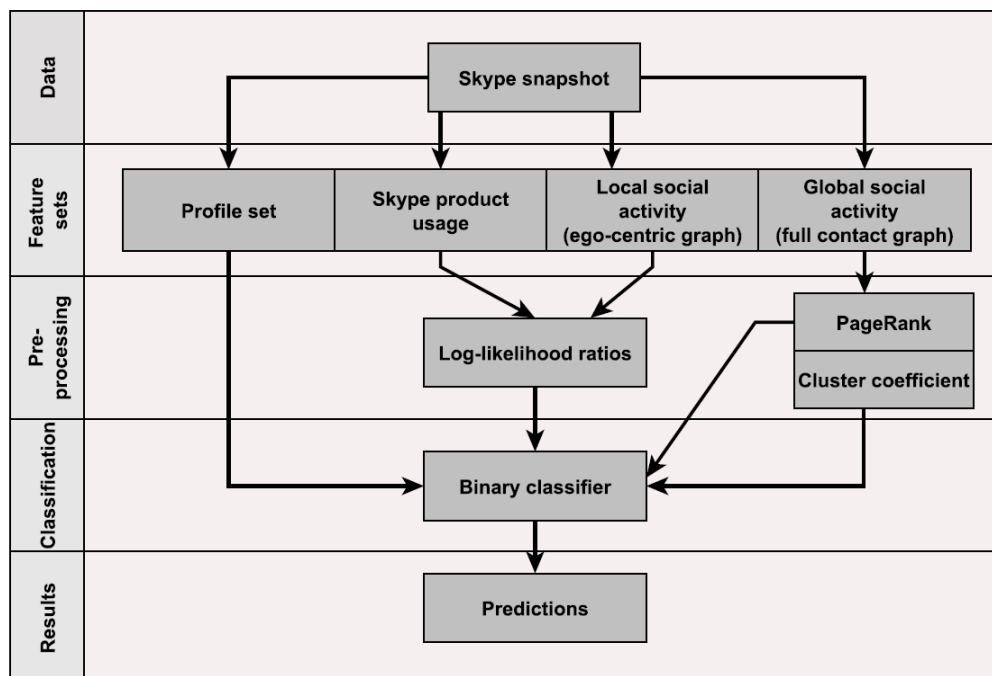 Data
Skype snapshot
Feature
sets
Profile set
Skype product
usage
Local social
activity
(ego-centric graph)
Global social
activity
(full contact graph)
Pre-
processing
Log-likelihood ratios
PageRank
Cluster coefficient
Classification
Binary classifier
Results
Predictions